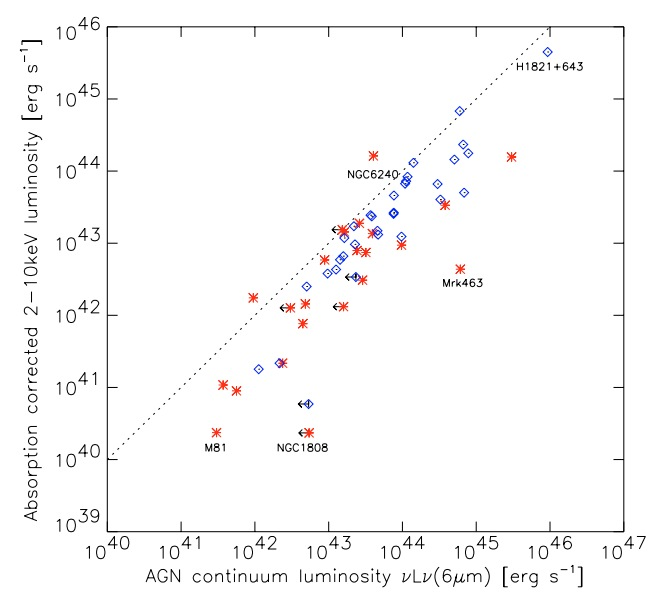 10^46
10^45
10^44
10^43
10^42
10^41
10^40
10^39
Absorption corrected 2−10keV luminosity [erg s^−1]
H1821+643
NGC6240
Mrk463
M81
NGC1808
10^40 10^41 10^42 10^43 10^44 10^45 10^46 10^47
AGN continuum luminosity νLν(6μm) [erg s^−1]